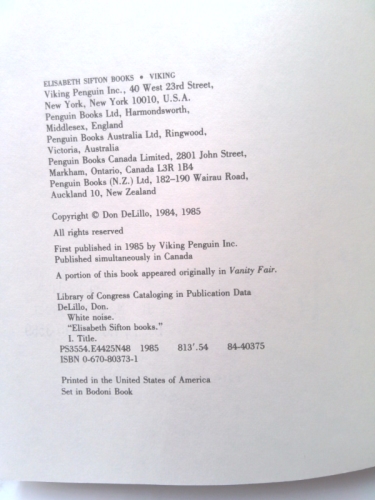 ELISABETH SIFTON BOOKS • VIKING
Viking Penguin Inc., 40 West 23rd Street,
New York, New York 10010, U.S.A.
Penguin Books Ltd, Harmondsworth,
Middlesex, England
Penguin Books Australia Ltd, Ringwood,
Victoria, Australia
Penguin Books Canada Limited, 2801 John Street,
Markham, Ontario, Canada L3R 1B4
Penguin Books (N.Z.) Ltd, 182–190 Wairau Road,
Auckland 10, New Zealand
Copyright © Don DeLillo, 1984, 1985
All rights reserved
First published in 1985 by Viking Penguin Inc.
Published simultaneously in Canada
A portion of this book appeared originally in Vanity Fair.
Library of Congress Cataloging in Publication Data
DeLillo, Don.
White noise.
"Elisabeth Sifton books."
I. Title.
PS3554.E4425N48 1985 813'.54 84-40375
ISBN 0-670-80373-1
Printed in the United States of America
Set in Bodoni Book